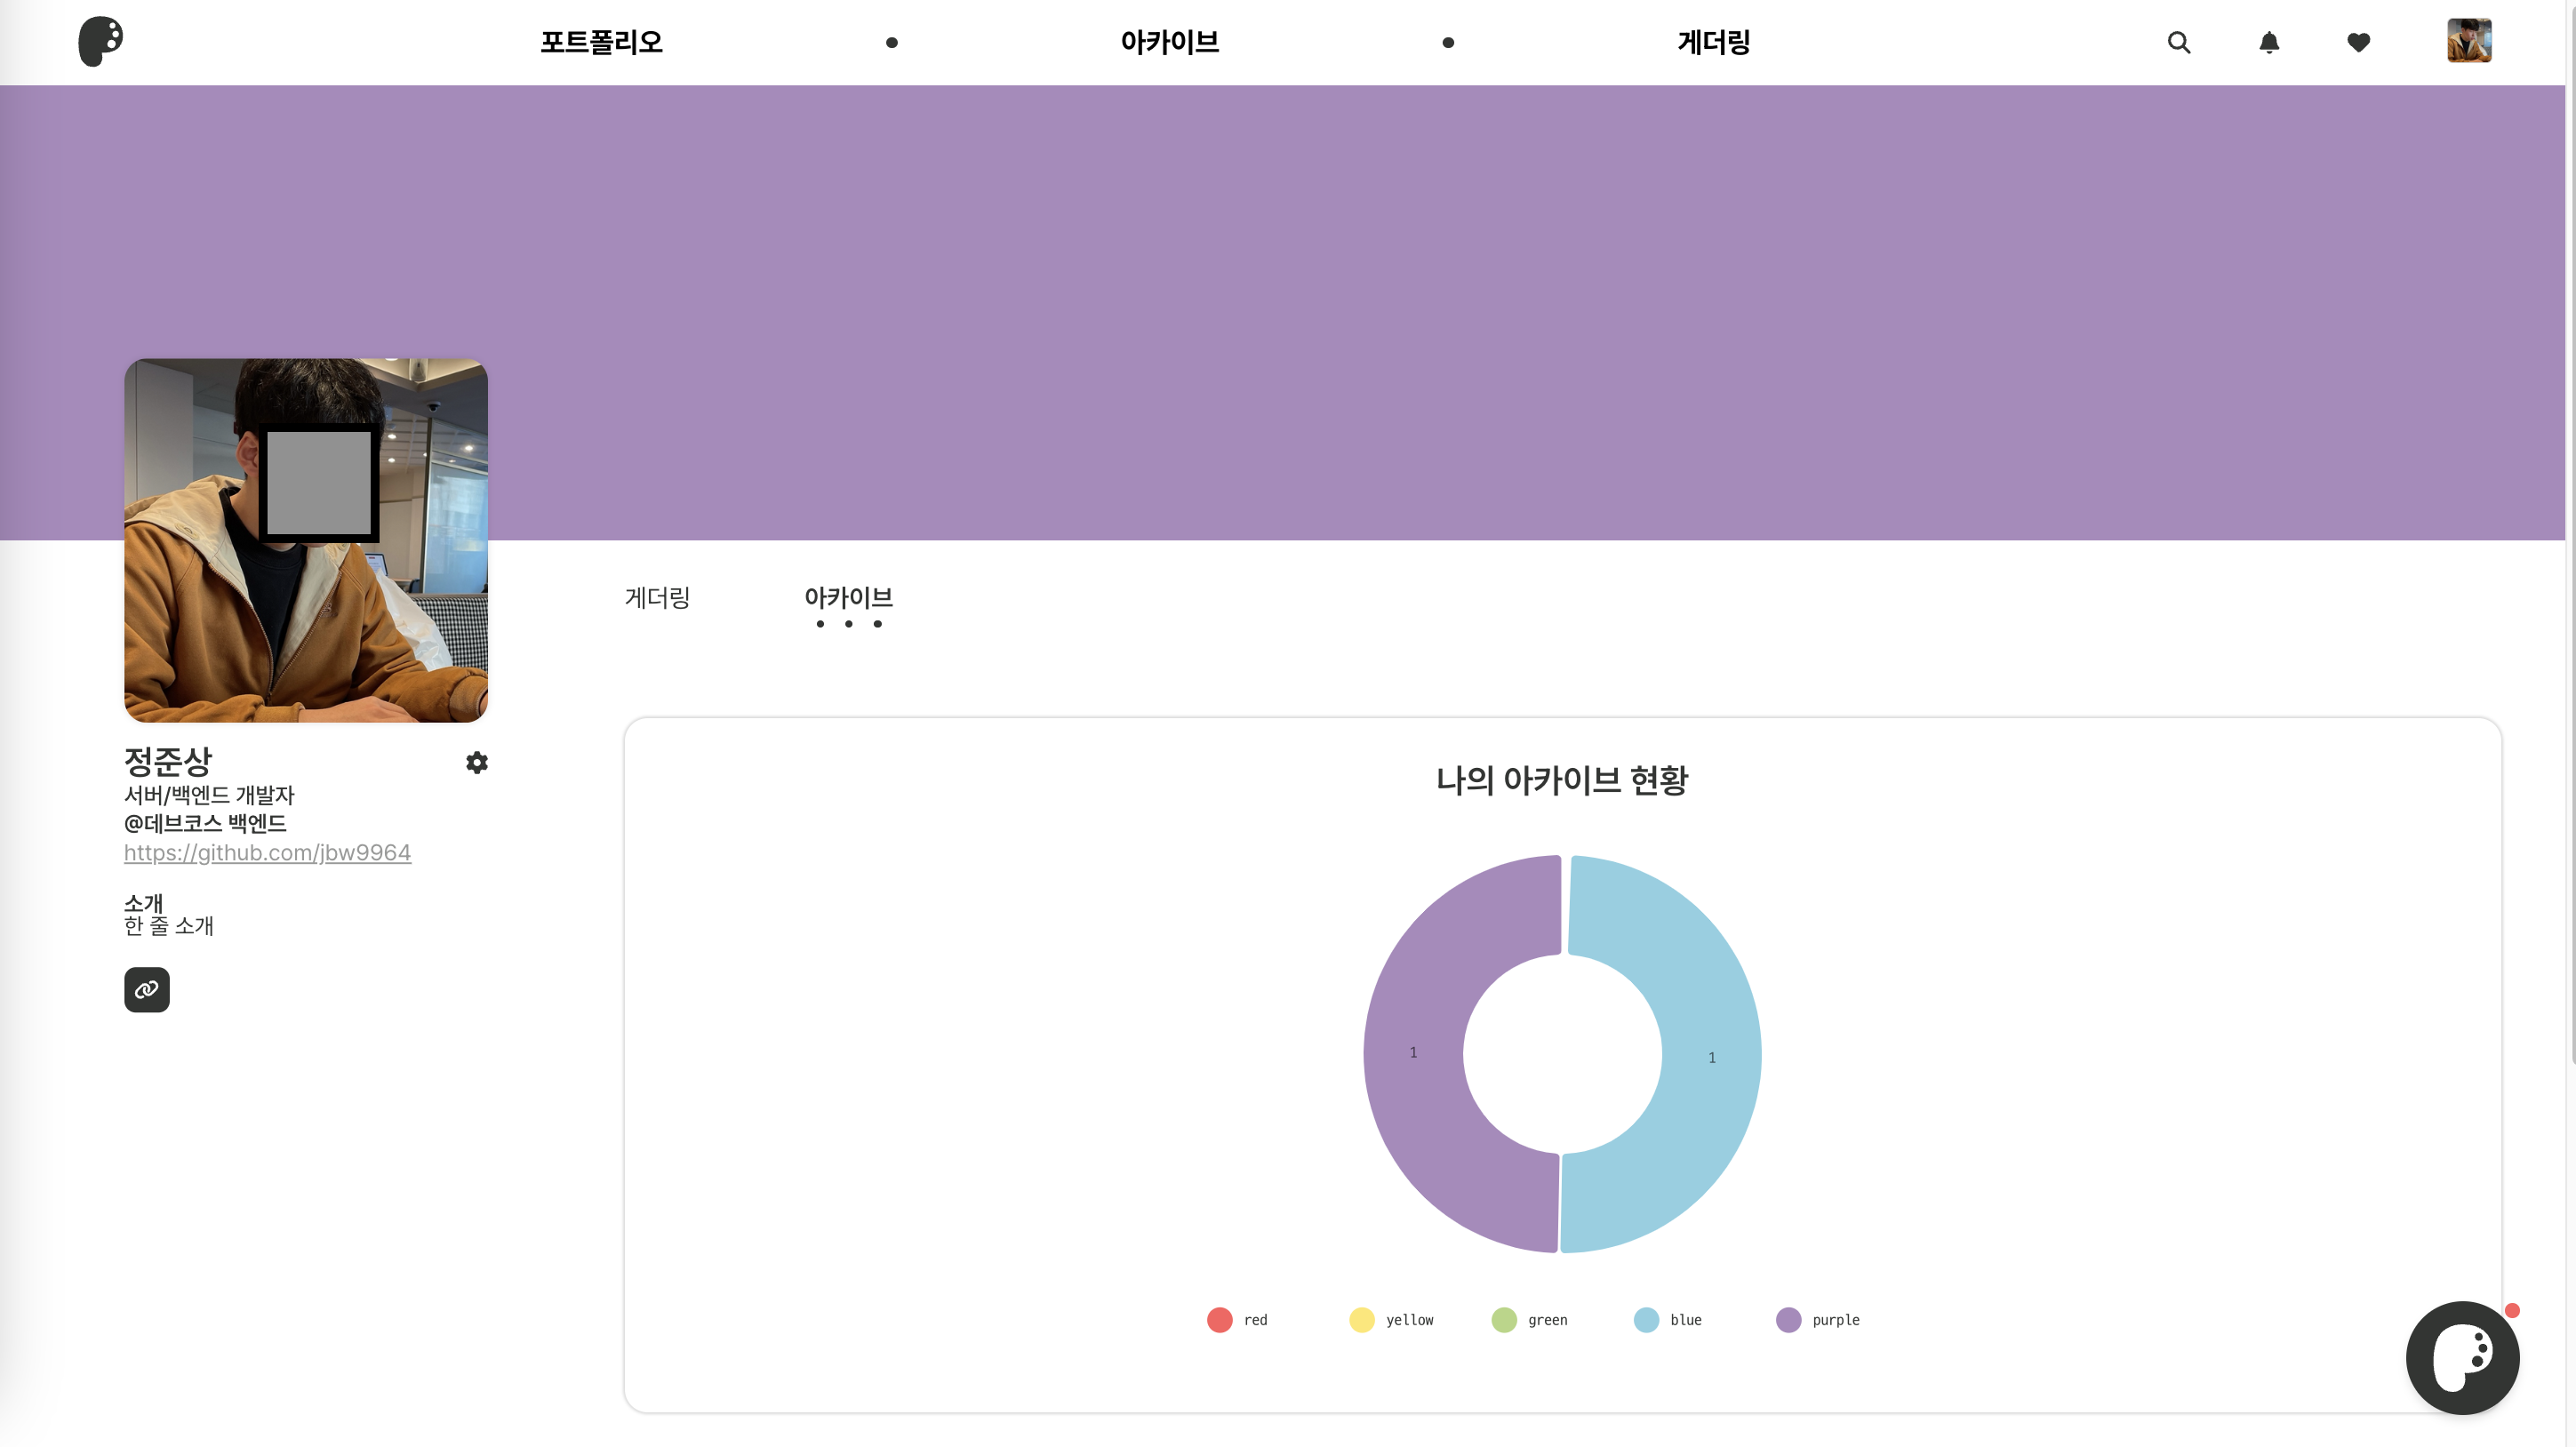 포트폴리오
아카이브
게더링
게더링
아카이브
정준상
서버/백엔드 개발자
@데브코스 백엔드
https://github.com/jbw9964
소개
한 줄 소개
나의 아카이브 현황
1
1
red
yellow
green
blue
purple